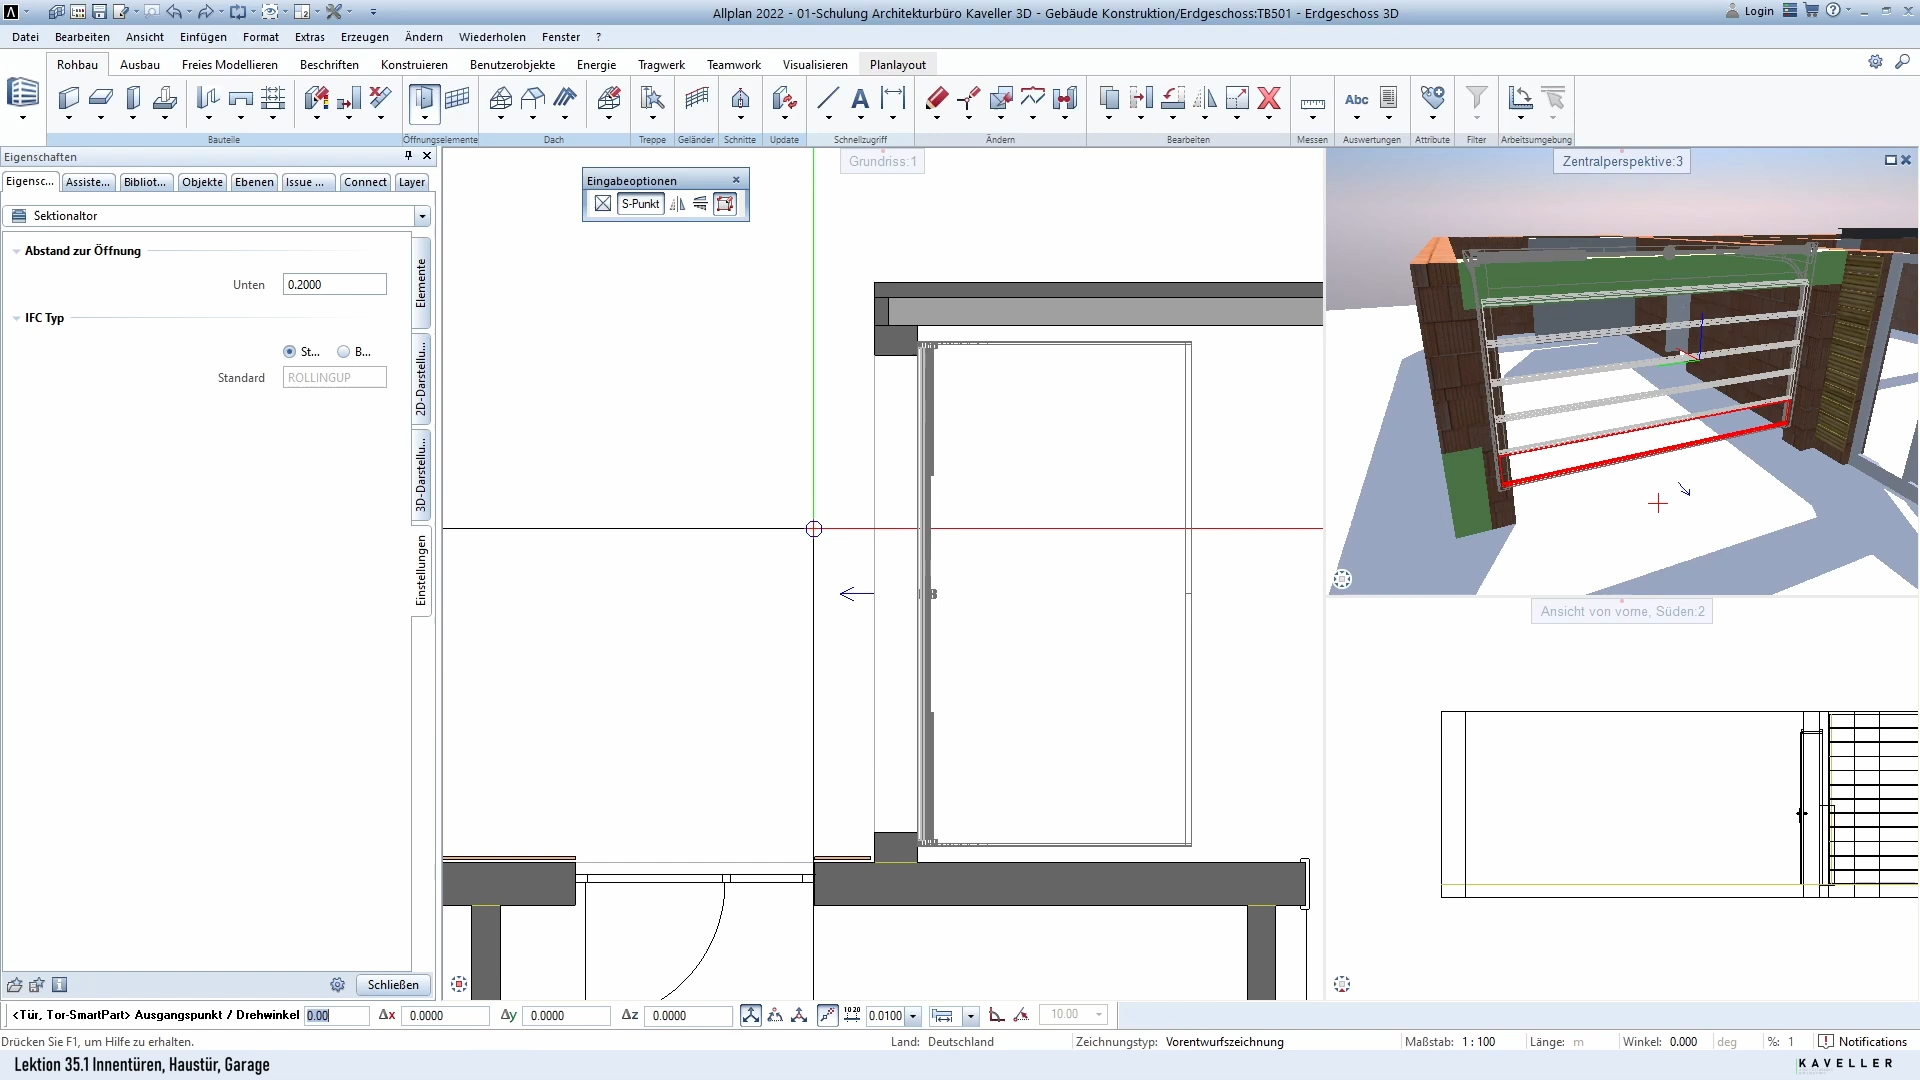 Allplan 2022 - 01-Schulung Architekturbüro Kaveller 3D - Gebäude Konstruktion/Erdgeschoss:TB501 - Erdgeschoss 3D
Login
Datei Bearbeiten Ansicht Einfügen Format Extras Erzeugen Ändern Wiederholen Fenster ?
Rohbau Ausbau Freies Modellieren Beschriften Konstruieren Benutzerobjekte Energie Tragwerk Teamwork Visualisieren Planlayout
Abc
Bauteile Öffnungselemente Dach Treppe Geländer Schnitte Update Schnellzugriff Ändern Bearbeiten Messen Auswertungen Attribute Filter Arbeitsumgebung
Eigenschaften
Eigensc... Assiste... Bibliot... Objekte Ebenen Issue ... Connect Layer
Sektionaltor
Abstand zur Öffnung
Unten 0.2000
IFC Typ
St... B...
Standard ROLLINGUP
Elemente
2D-Darstellu...
3D-Darstellu...
Einstellungen
Schließen
Grundriss:1
Eingabeoptionen
S-Punkt
Zentralperspektive:3
Ansicht von vorne, Süden:2
<Tür, Tor-SmartPart> Ausgangspunkt / Drehwinkel 0.00 Δx 0.0000 Δy 0.0000 Δz 0.0000 1020 0.0100 10.00
Drücken Sie F1, um Hilfe zu erhalten. Land: Deutschland Zeichnungstyp: Vorentwurfszeichnung Maßstab: 1 : 100 Länge: m Winkel: 0.000 deg %: 1 Notifications
Lektion 35.1 Innentüren, Haustür, Garage
KAVELLER